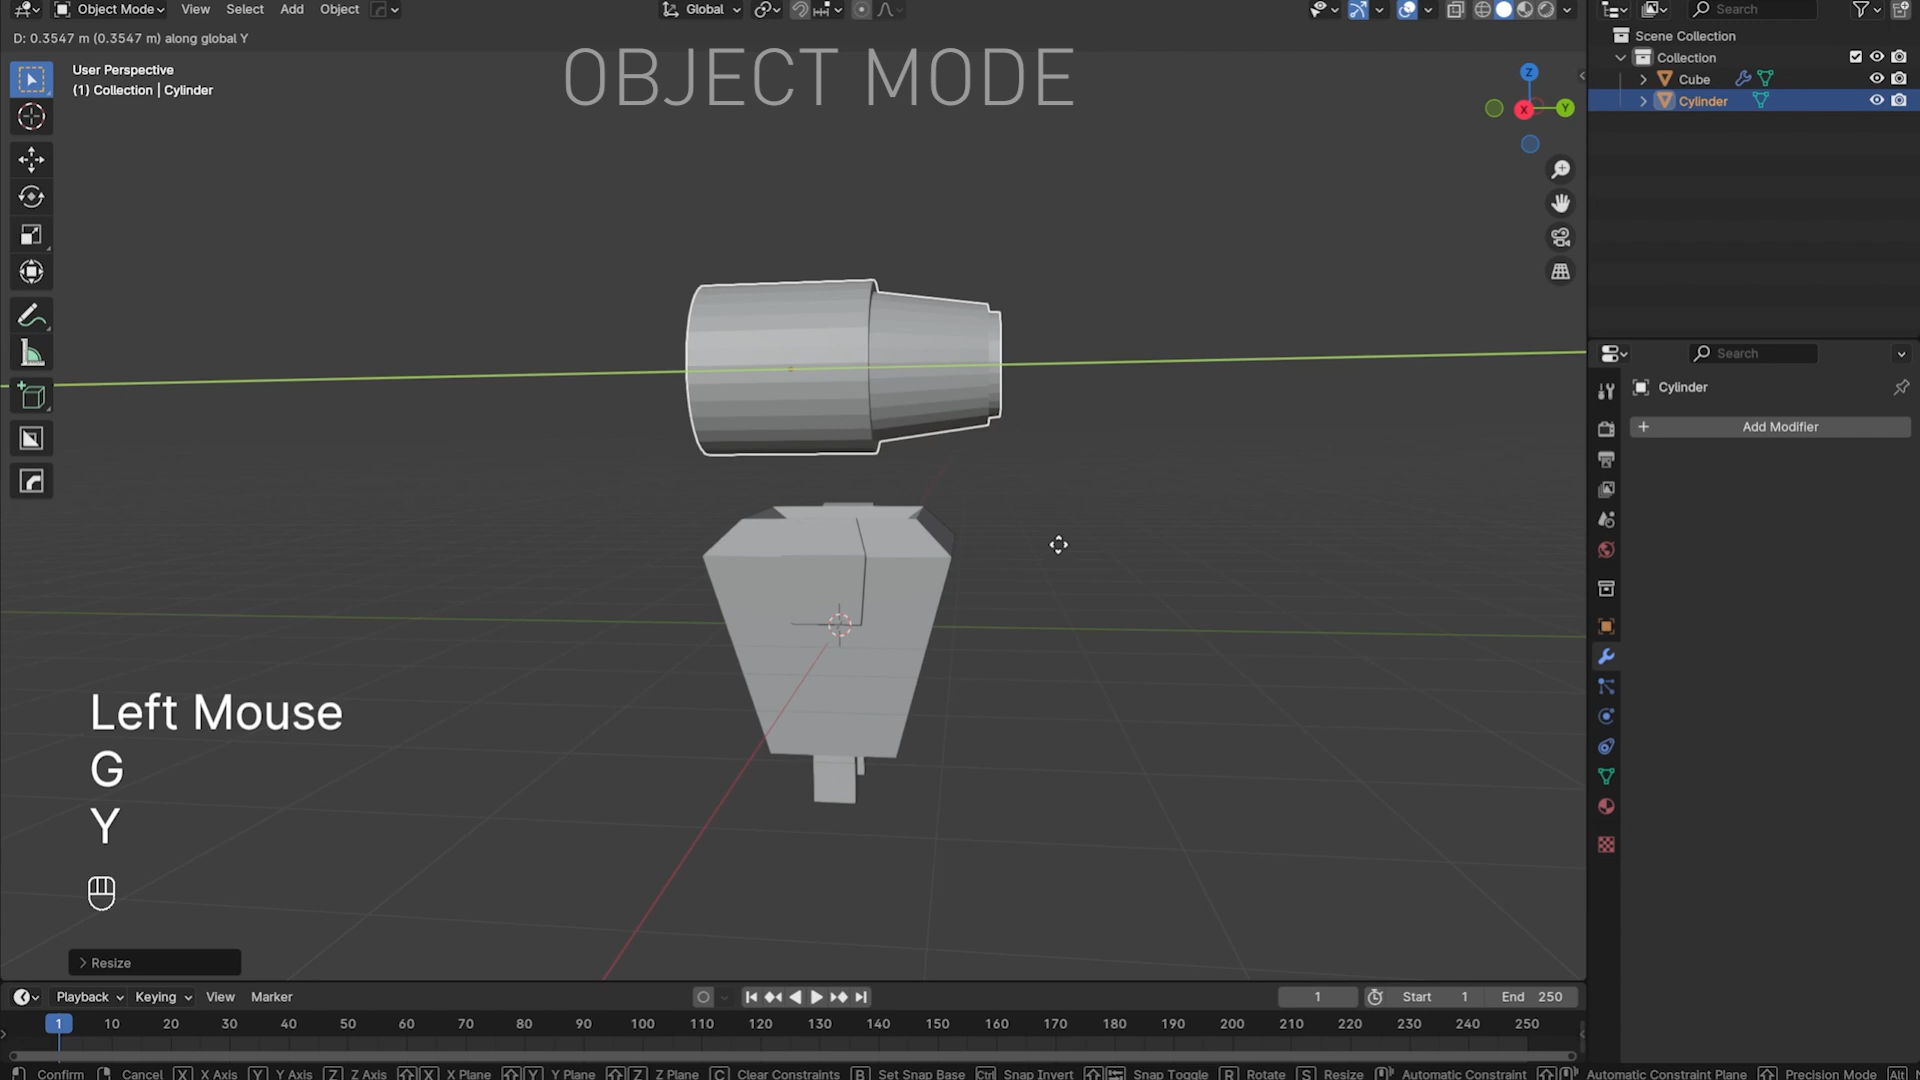 Object Mode View Select Add Object Global Search
D: 0.3547 m (0.3547 m) along global Y
OBJECT MODE
User Perspective
(1) Collection | Cylinder
Z
X
Y
Scene Collection
Collection
Cube
Cylinder
Search
Cylinder
+ Add Modifier
Left Mouse
G
Y
> Resize
Playback Keying View Marker 1 Start 1 End 250
1 10 20 30 40 50 60 70 80 90 100 110 120 130 140 150 160 170 180 190 200 210 220 230 240 250
Confirm Cancel X X Axis Y Y Axis Z Z Axis X X Plane Y Y Plane Z Z Plane C Clear Constraints B Set Snap Base Ctrl Snap Invert Snap Toggle R Rotate S Resize Automatic Constraint Automatic Constraint Plane Precision Mode Alt